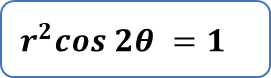 r²cos 2θ = 1